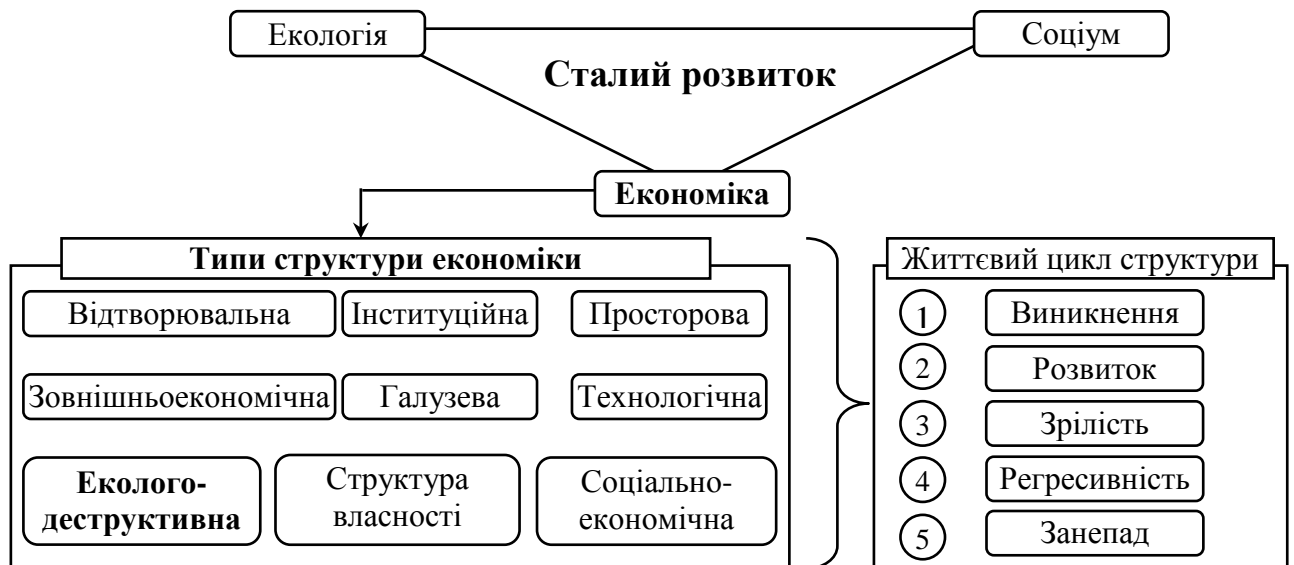 Екологія
Соціум
Сталий розвиток
Економіка
Типи структури економіки
Відтворювальна
Інституційна
Просторова
Зовнішньоекономічна
Галузева
Технологічна
Еколого-
деструктивна
Структура
власності
Соціально-
економічна
Життєвий цикл структури
1 Виникнення
2 Розвиток
3 Зрілість
4 Регресивність
5 Занепад